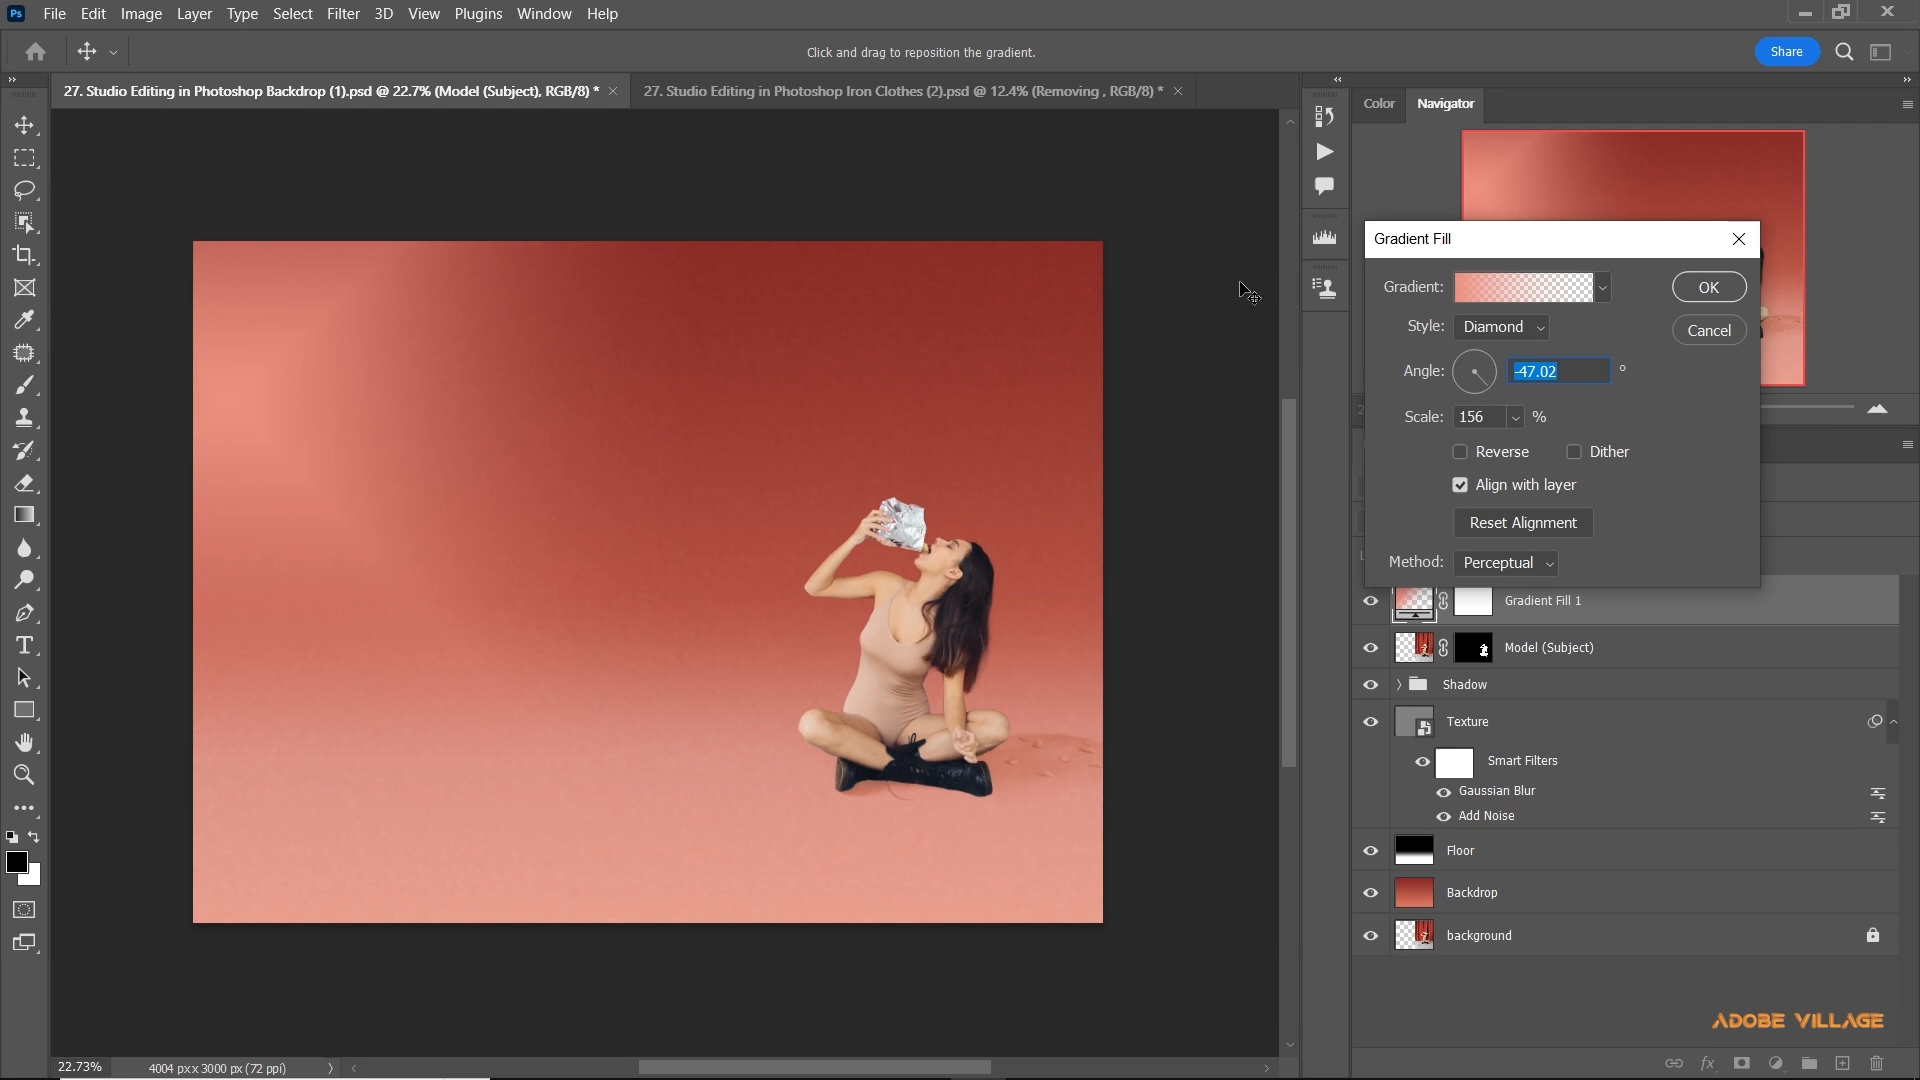 Ps File Edit Image Layer Type Select Filter 3D View Plugins Window Help
Click and drag to reposition the gradient.
Share
27. Studio Editing in Photoshop Backdrop (1).psd @ 22.7% (Model (Subject), RGB/8) *
27. Studio Editing in Photoshop Iron Clothes (2).psd @ 12.4% (Removing , RGB/8) *
Color Navigator
Gradient Fill
Gradient:
OK
Style: Diamond
Cancel
Angle: -47.02 °
Scale: 156 %
Reverse Dither
Align with layer
Reset Alignment
Method: Perceptual
Gradient Fill 1
Model (Subject)
Shadow
Texture
Smart Filters
Gaussian Blur
Add Noise
Floor
Backdrop
background
ADOBE VILLAGE
22.73% 4004 px x 3000 px (72 ppi)
fx